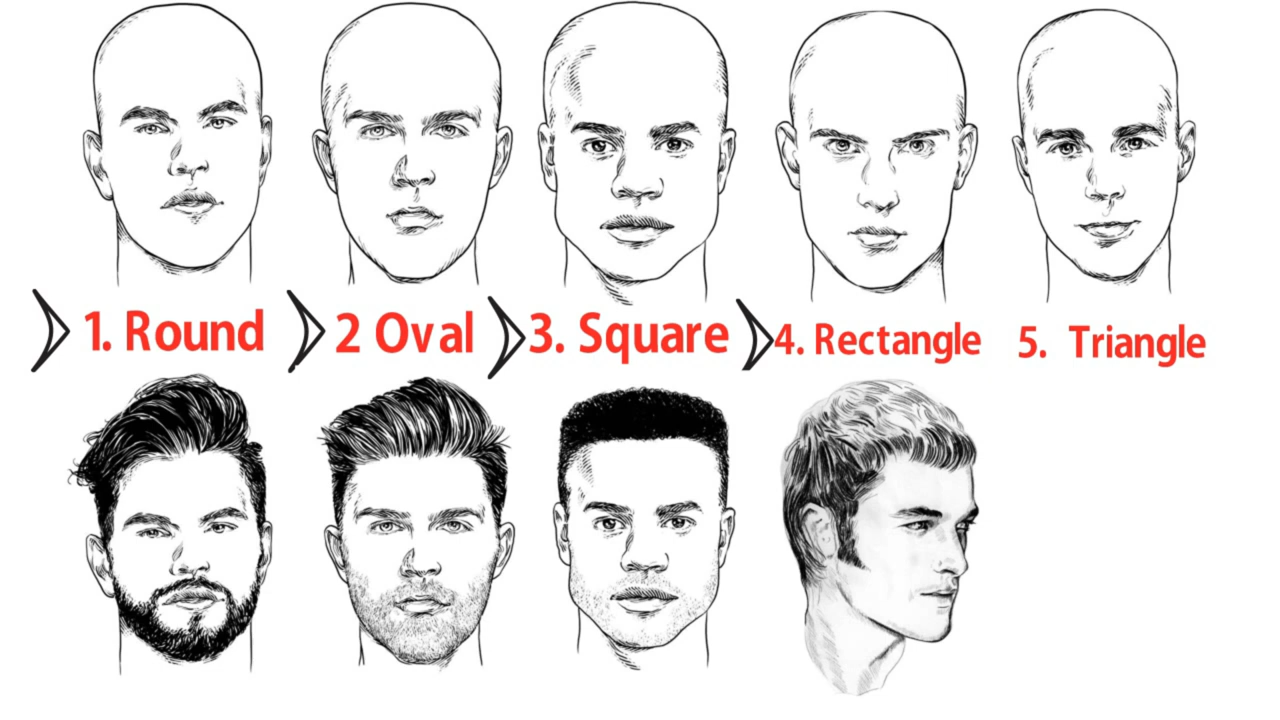 1. Round
2 Oval
3. Square
4. Rectangle
5. Triangle